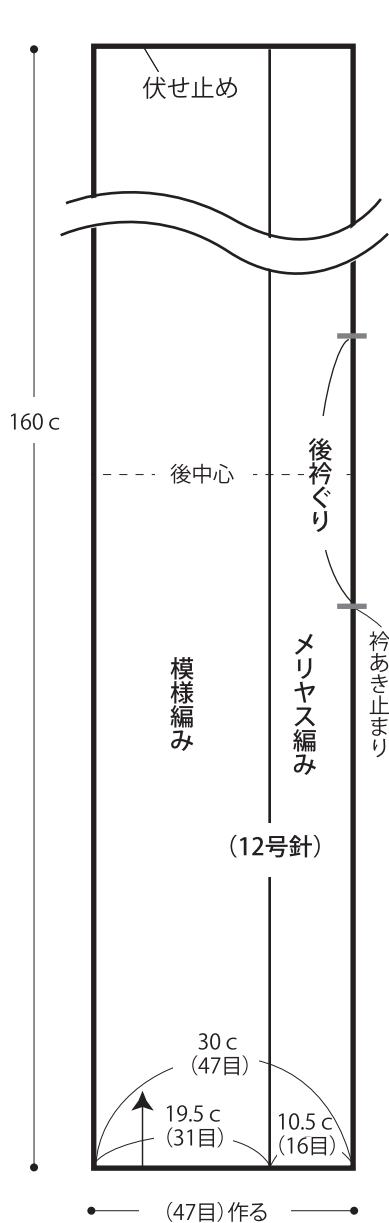 伏せ止め
160 c
後衿ぐり
後中心
衿あき止まり
メリヤス編み
模様編み
（12号針）
30 c
（47目）
19.5 c
（31目）
10.5 c
（16目）
（47目）作る